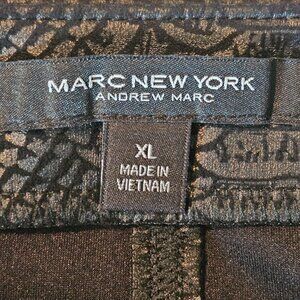 MARC NEW YORK
ANDREW MARC
XL
MADE IN
VIETNAM